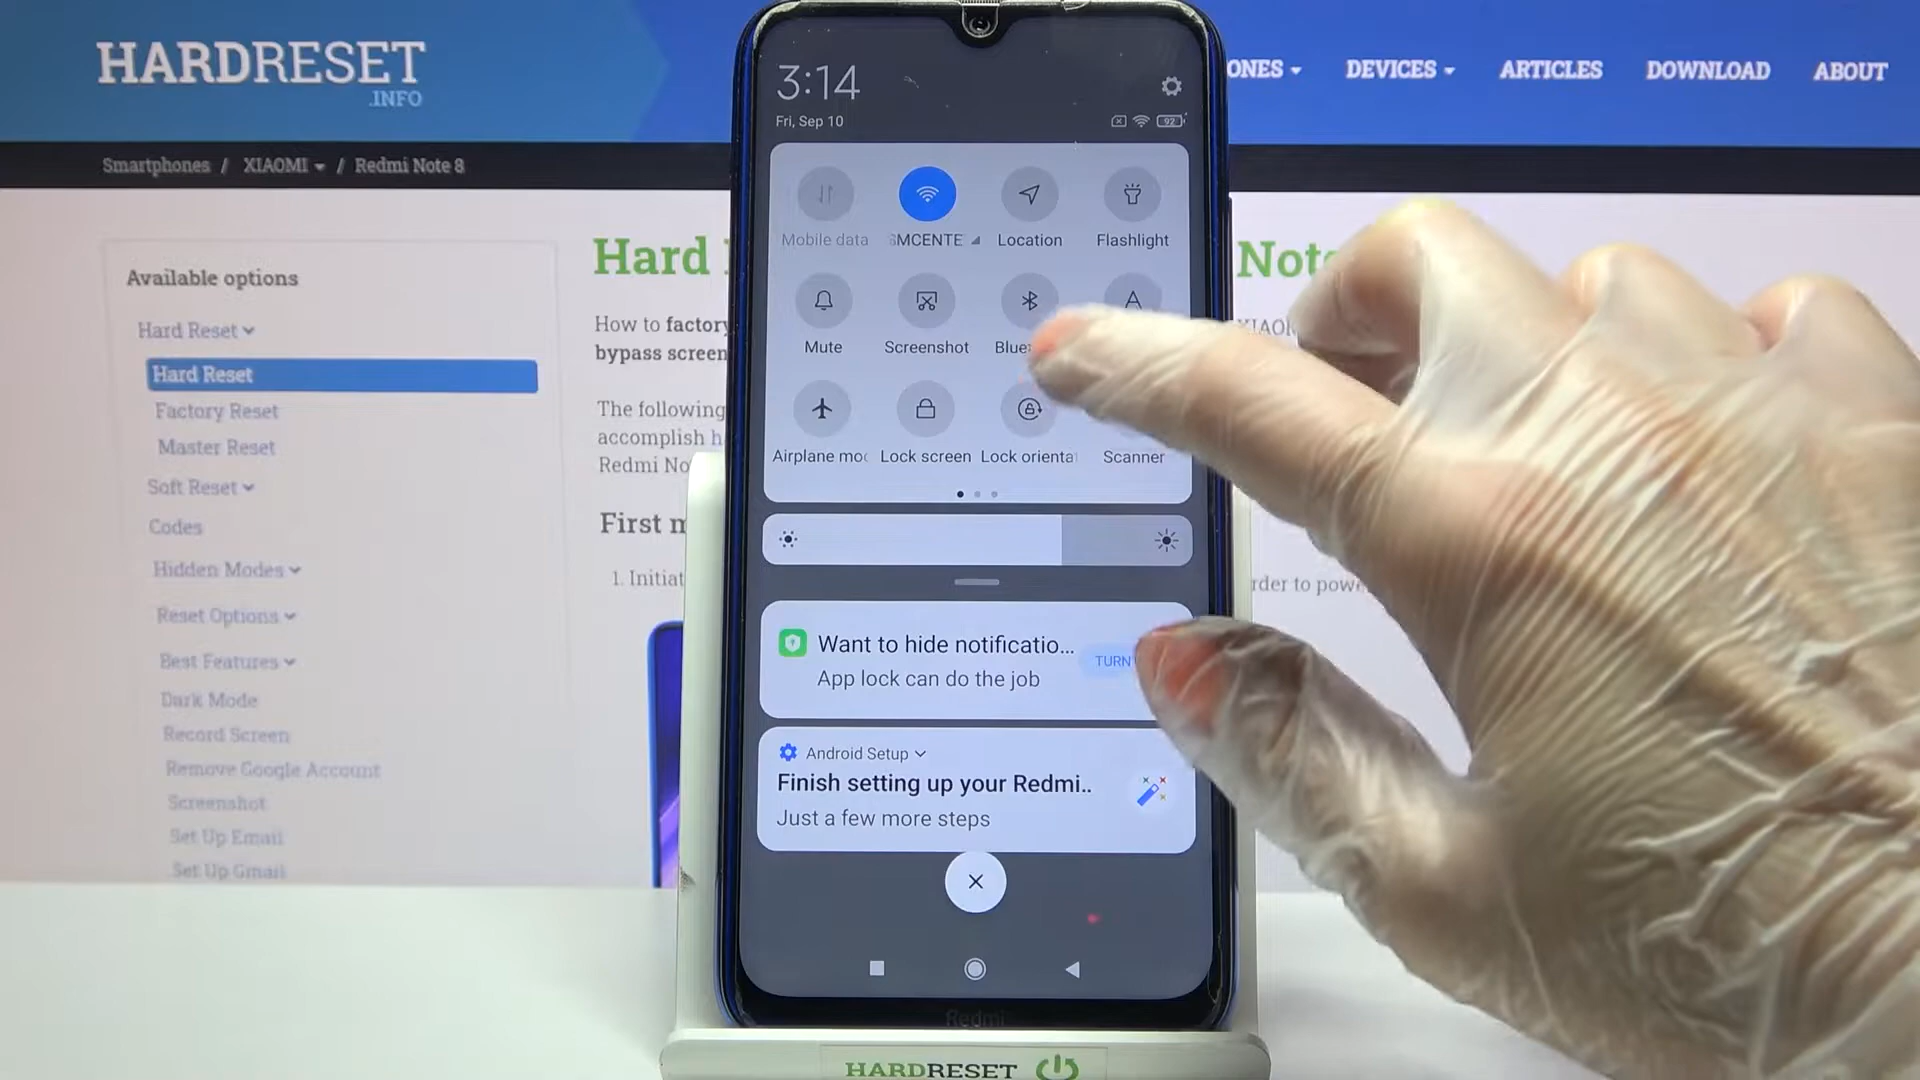 HARDRESET
.INFO
ONES
DEVICES
ARTICLES
DOWNLOAD
ABOUT
Smartphones / XIAOMI / Redmi Note 8
Available options
Hard Reset
Hard Reset
Factory Reset
Master Reset
Soft Reset
Codes
Hidden Modes
Reset Options
Best Features
Dark Mode
Record Screen
Remove Google Account
Screenshot
Set Up Email
Set Up Gmail
Hard
Note
How to factory
bypass screen
The following
accomplish
Redmi No
First m
1. Initiat
rder to powe
3:14
Fri, Sep 10
92
Mobile data
SMCENTE
Location
Flashlight
A
Mute
Screenshot
Blue
Airplane mo
Lock screen
Lock orienta
Scanner
Want to hide notificatio...
App lock can do the job
TURN
Android Setup
Finish setting up your Redmi..
Just a few more steps
Redmi
HARDRESET